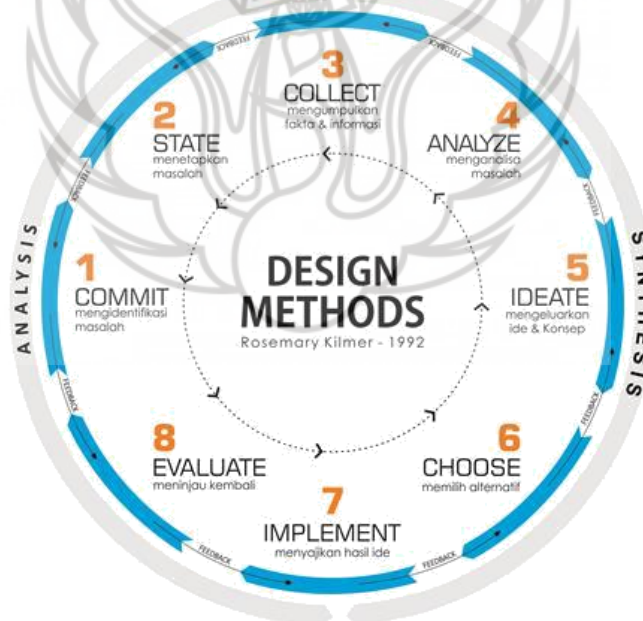 DESIGN
METHODS
Rosemary Kilmer - 1992
1
COMMIT
mengidentifikasi
masalah
2
STATE
menetapkan
masalah
3
COLLECT
mengumpulkan
fakta & informasi
4
ANALYZE
menganalisa
masalah
5
IDEATE
mengeluarkan
ide & Konsep
6
CHOOSE
memilih alternatif
7
IMPLEMENT
menyajikan hasil ide
8
EVALUATE
meninjau kembali
ANALYSIS
SYNTHESIS
FEEDBACK
FEEDBACK
FEEDBACK
FEEDBACK
FEEDBACK
FEEDBACK
FEEDBACK
FEEDBACK